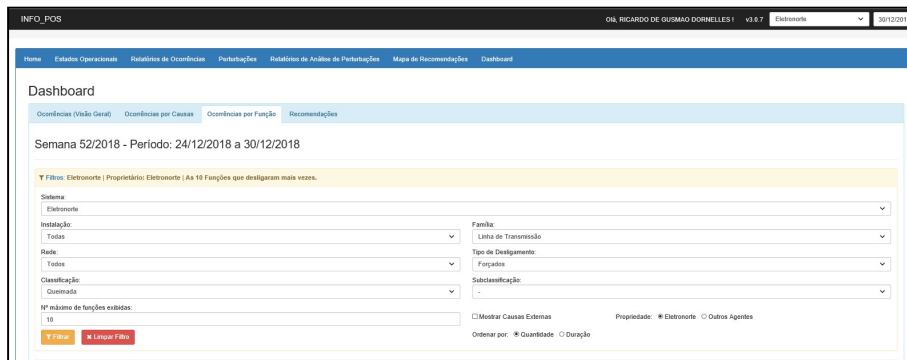 INFO_POS
Olá, RICARDO DE GUSMAO DORNELLES ! v3.0.7 Eletronorte 30/12/201
Home Estados Operacionais Relatórios de Ocorrências Perturbações Relatórios de Análise de Perturbações Mapa de Recomendações Dashboard
Dashboard
Ocorrências (Visão Geral) Ocorrências por Causas Ocorrências por Função Recomendações
Semana 52/2018 - Período: 24/12/2018 a 30/12/2018
Filtros: Eletronorte | Proprietário: Eletronorte | As 10 Funções que desligaram mais vezes.
Sistema:
Eletronorte
Instalação: Família:
Todas Linha de Transmissão
Rede: Tipo de Desligamento:
Todos Forçados
Classificação: Subclassificação:
Queimada -
Nº máximo de funções exibidas:
10
Mostrar Causas Externas Propriedade: Eletronorte Outros Agentes
Filtrar Limpar Filtro
Ordenar por: Quantidade Duração